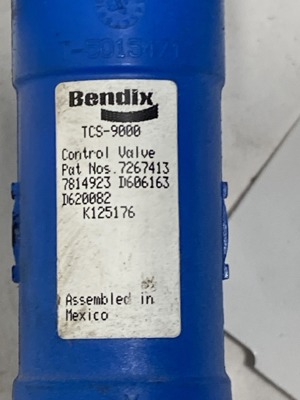 Bendix
TCS-9000
Control Valve
Pat Nos. 7267413
7814923 D606163
D620082
K125176
Assembled in
Mexico